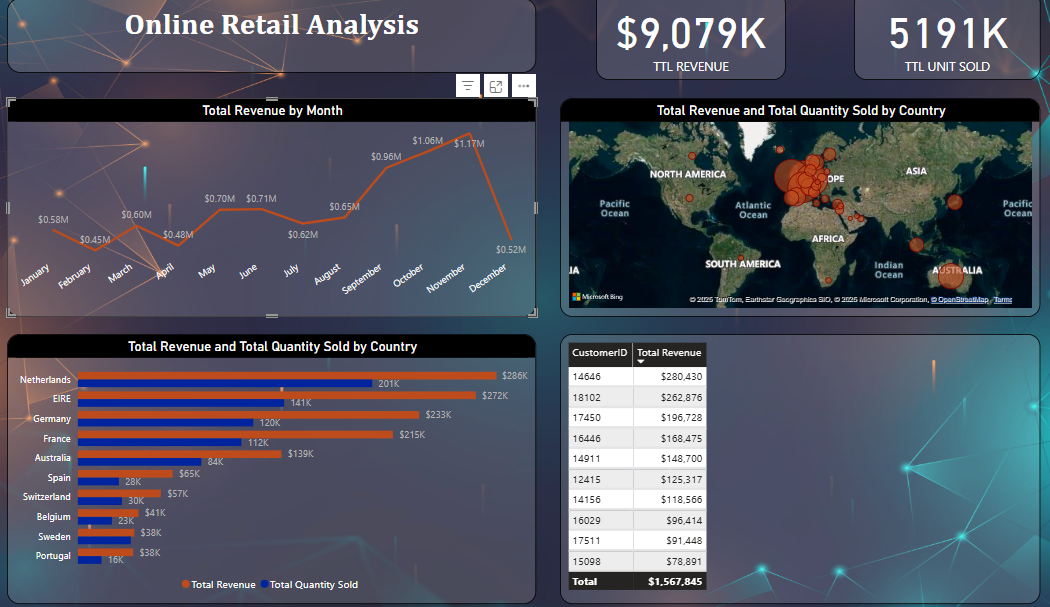 Online Retail Analysis
$9,079K
TTL REVENUE
5191K
TTL UNIT SOLD
Total Revenue by Month
$0.58M
$0.45M
$0.60M
$0.48M
$0.70M
$0.71M
$0.62M
$0.65M
$0.96M
$1.06M
$1.17M
$0.52M
January
February
March
April
May
June
July
August
September
October
November
December
Total Revenue and Total Quantity Sold by Country
NORTH AMERICA
OPE
ASIA
Pacific
Ocean
Atlantic
Ocean
Pacific
Ocean
AFRICA
SOUTH AMERICA
Indian
Ocean
IA
AUSTRALIA
Microsoft Bing
© 2025 TomTom, Earthstar Geographics SIO, © 2025 Microsoft Corporation, © OpenStreetMap Terms
Total Revenue and Total Quantity Sold by Country
Netherlands $286K
201K
EIRE $272K
141K
Germany $233K
120K
France $215K
112K
Australia $139K
84K
Spain $65K
28K
Switzerland $57K
30K
Belgium $41K
23K
Sweden $38K
Portugal $38K
16K
Total Revenue Total Quantity Sold
CustomerID Total Revenue
14646 $280,430
18102 $262,876
17450 $196,728
16446 $168,475
14911 $148,700
12415 $125,317
14156 $118,566
16029 $96,414
17511 $91,448
15098 $78,891
Total $1,567,845